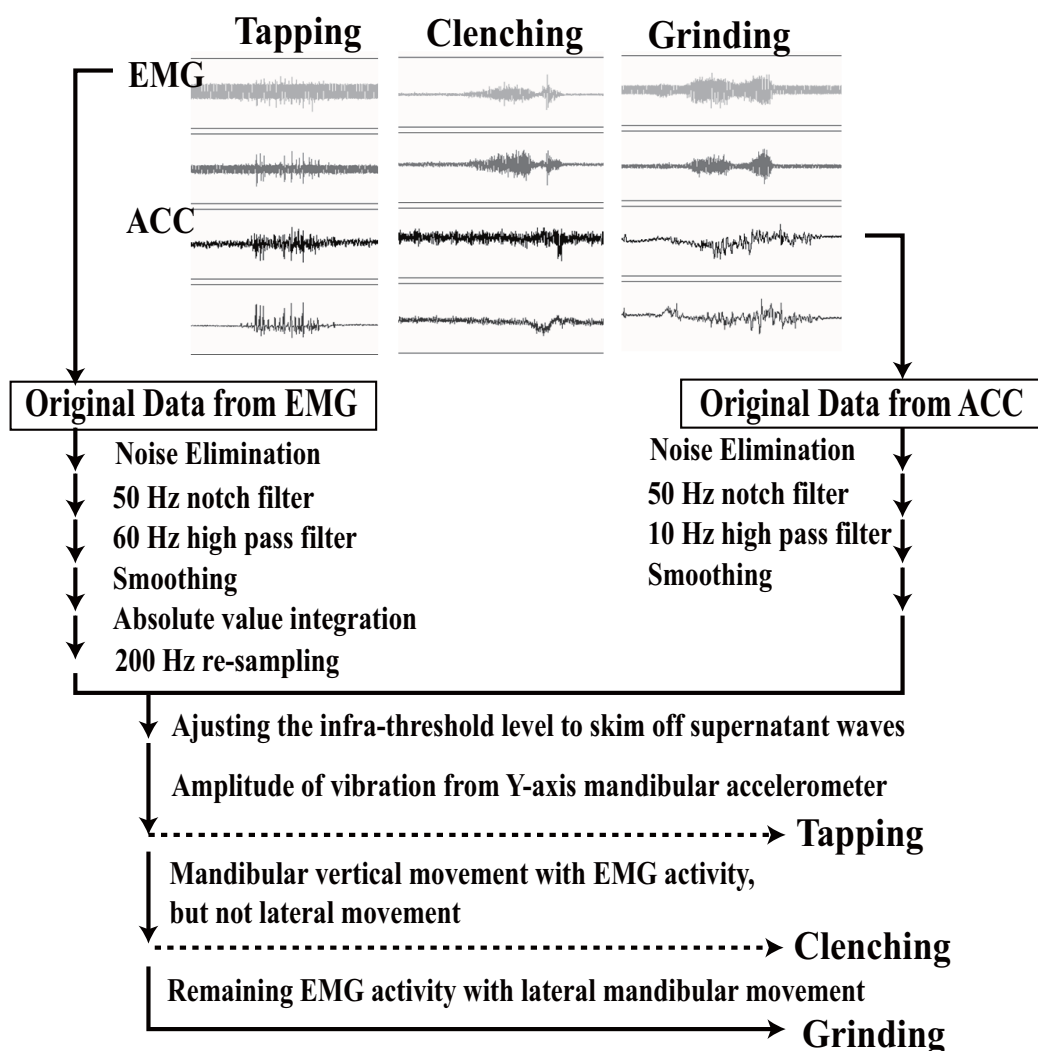 Tapping Clenching Grinding
EMG
ACC
Original Data from EMG
Noise Elimination
50 Hz notch filter
60 Hz high pass filter
Smoothing
Absolute value integration
200 Hz re-sampling
Original Data from ACC
Noise Elimination
50 Hz notch filter
10 Hz high pass filter
Smoothing
Ajusting the infra-threshold level to skim off supernatant waves
Amplitude of vibration from Y-axis mandibular accelerometer
Tapping
Mandibular vertical movement with EMG activity,
but not lateral movement
Clenching
Remaining EMG activity with lateral mandibular movement
Grinding